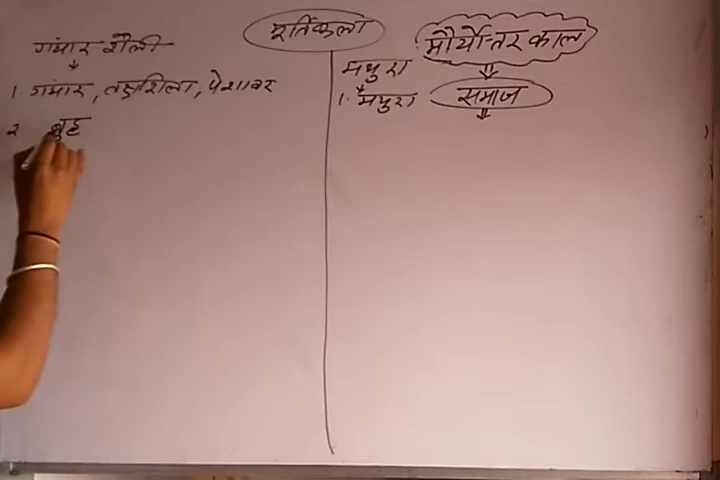 मूर्तिकला
मौर्योत्तर काल
समाज
गंधार शैली
1 गंधार, तक्षशिला, पेशावर
2 बुद्ध
मथुरा
1. मथुरा